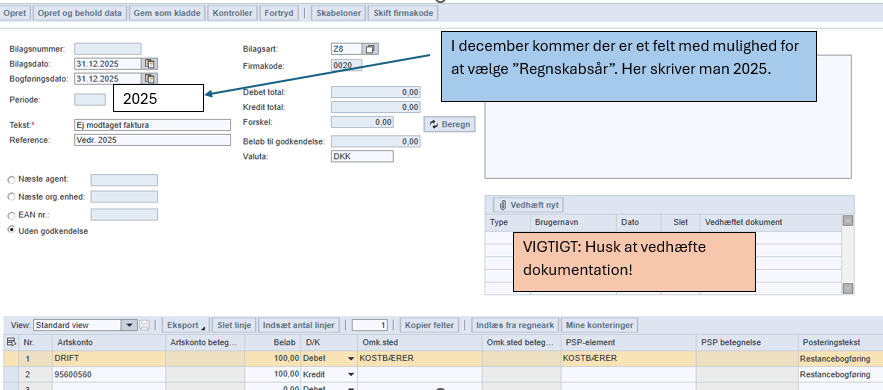 Opret Opret og behold data Gem som kladde Kontroller Fortryd Skabeloner Skift firmakode
Bilagsnummer:
Bilagsart: Z8
Bilagsdato: 31.12.2025
Firmakode: 0020
Bogføringsdato: 31.12.2025
I december kommer der er et felt med mulighed for
at vælge ”Regnskabsår”. Her skriver man 2025.
Periode: 2025
Debet total: 0,00
Kredit total: 0,00
Tekst:* Ej modtaget faktura
Forskel: 0,00 Beregn
Reference: Vedr. 2025
Beløb til godkendelse: 0,00
Valuta: DKK
Næste agent:
Næste org.enhed:
EAN nr.:
Uden godkendelse
Vedhæft nyt
Type Brugernavn Dato Slet Vedhæftet dokument
VIGTIGT: Husk at vedhæfte
dokumentation!
View: Standard view Eksport Slet linje Indsæt antal linjer 1 Kopier felter Indlæs fra regneark Mine konteringer
Nr. Artskonto Artskonto beteg... Beløb D/K Omk.sted Omk.sted beteg... PSP-element PSP betegnelse Posteringstekst
1 DRIFT 100,00 Debet KOSTBÆRER KOSTBÆRER Restancebogføring
2 95600560 100,00 Kredit Restancebogføring
3 0,00 Debet